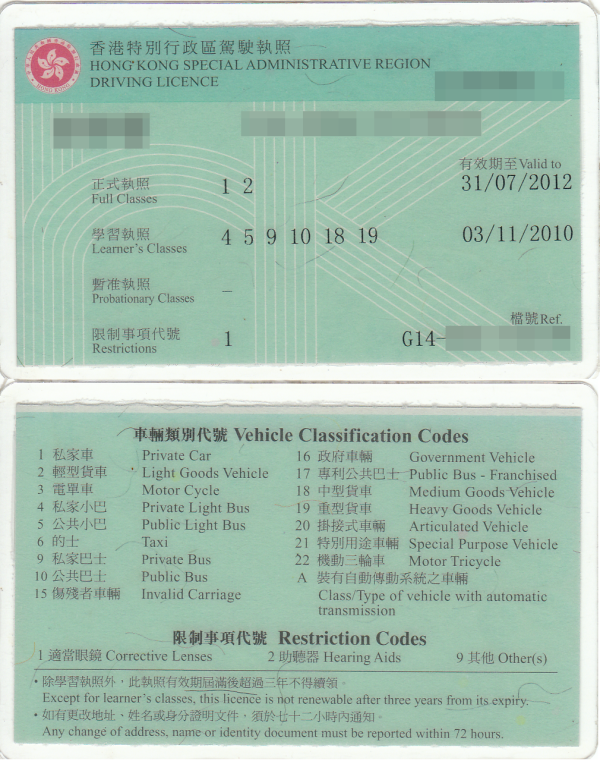 香港特別行政區駕駛執照
HONG KONG SPECIAL ADMINISTRATIVE REGION
DRIVING LICENCE
HONG KONG
有效期至Valid to
正式執照 1 2 31/07/2012
Full Classes
學習執照 4 5 9 10 18 19 03/11/2010
Learner's Classes
暫准執照 –
Probationary Classes
檔號Ref.
限制事項代號 1 G14-
Restrictions
車輛類別代號 Vehicle Classification Codes
1 私家車 Private Car
2 輕型貨車 Light Goods Vehicle
3 電單車 Motor Cycle
4 私家小巴 Private Light Bus
5 公共小巴 Public Light Bus
6 的士 Taxi
9 私家巴士 Private Bus
10 公共巴士 Public Bus
15 傷殘者車輛 Invalid Carriage
16 政府車輛 Government Vehicle
17 專利公共巴士 Public Bus - Franchised
18 中型貨車 Medium Goods Vehicle
19 重型貨車 Heavy Goods Vehicle
20 掛接式車輛 Articulated Vehicle
21 特別用途車輛 Special Purpose Vehicle
22 機動三輪車 Motor Tricycle
A 裝有自動傳動系統之車輛
Class/Type of vehicle with automatic
transmission
限制事項代號 Restriction Codes
1 適當眼鏡 Corrective Lenses 2 助聽器 Hearing Aids 9 其他 Other(s)
• 除學習執照外，此執照有效期屆滿後超過三年不得續領。
Except for learner's classes, this licence is not renewable after three years from its expiry.
• 如有更改地址、姓名或身分證明文件，須於七十二小時內通知。
Any change of address, name or identity document must be reported within 72 hours.